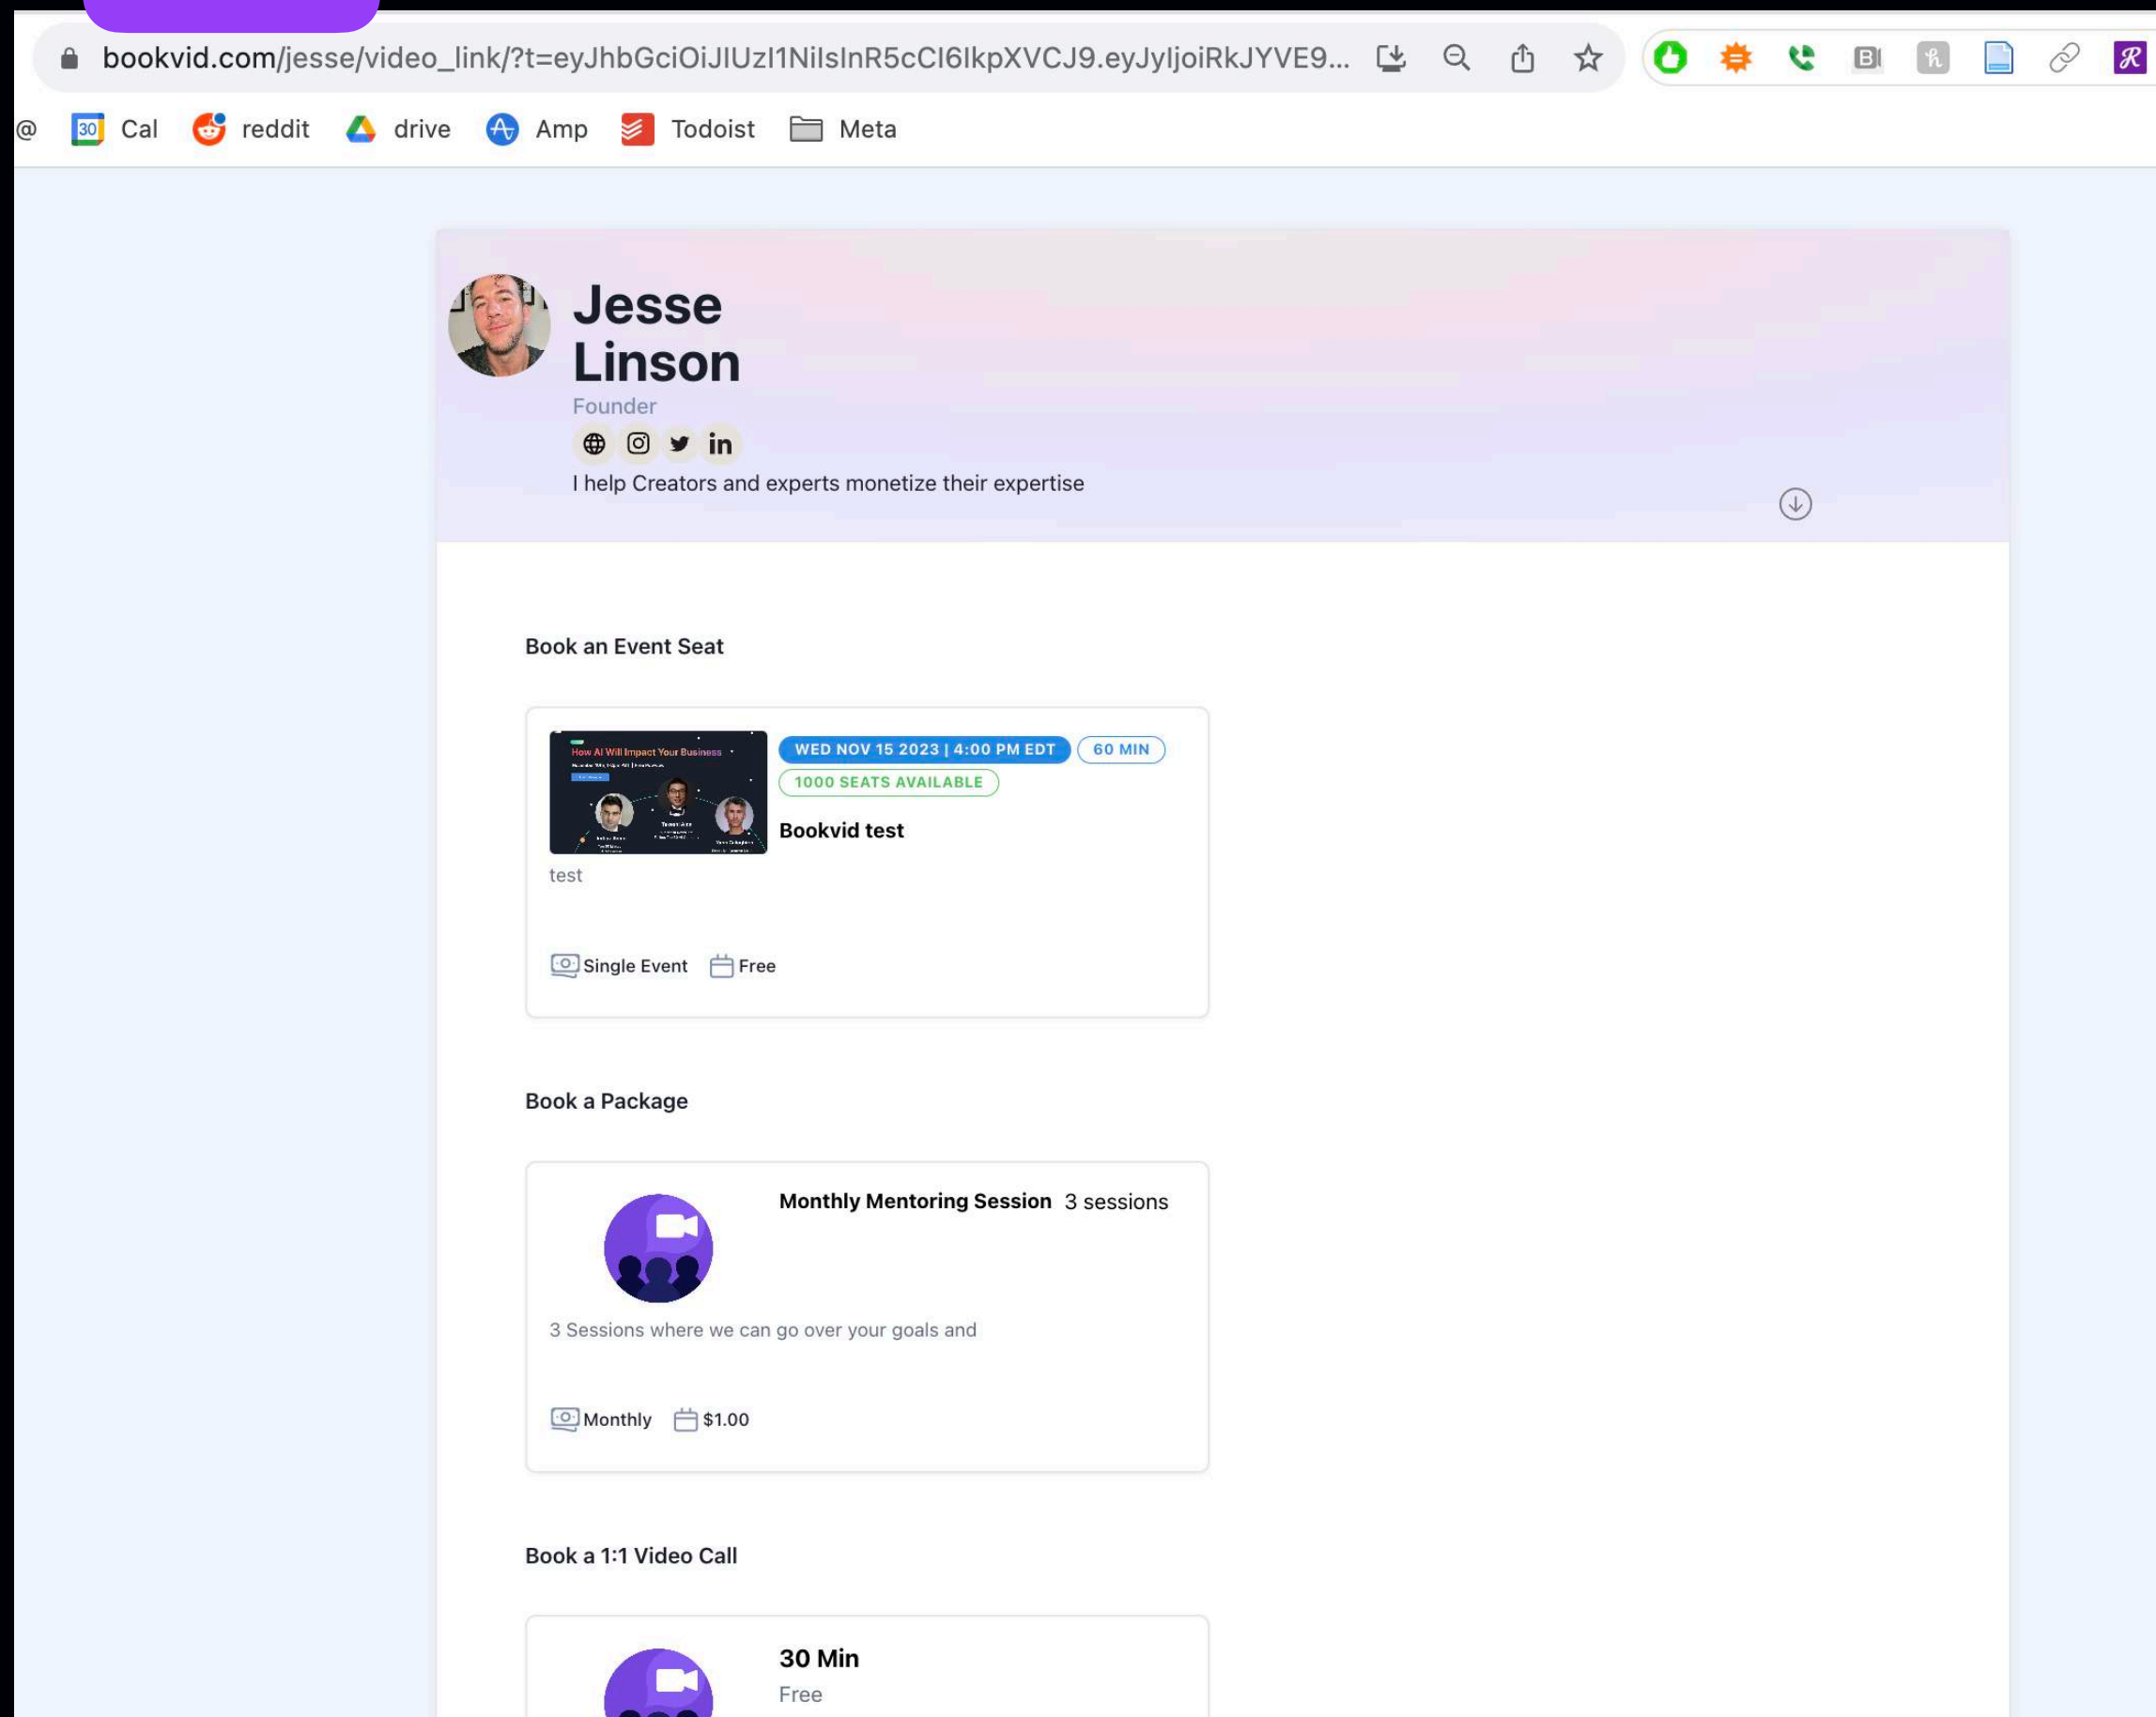 bookvid.com/jesse/video_link/?t=eyJhbGciOiJIUzI1NiIsInR5cCI6IkpXVCJ9.eyJyIjoiRkJYVE9...
@ 30 Cal reddit drive Amp Todoist Meta
Jesse
Linson
Founder
in
I help Creators and experts monetize their expertise
Book an Event Seat
How AI Will Impact Your Business
WED NOV 15 2023 | 4:00 PM EDT 60 MIN
1000 SEATS AVAILABLE
Bookvid test
test
Single Event Free
Book a Package
Monthly Mentoring Session 3 sessions
3 Sessions where we can go over your goals and
Monthly $1.00
Book a 1:1 Video Call
30 Min
Free